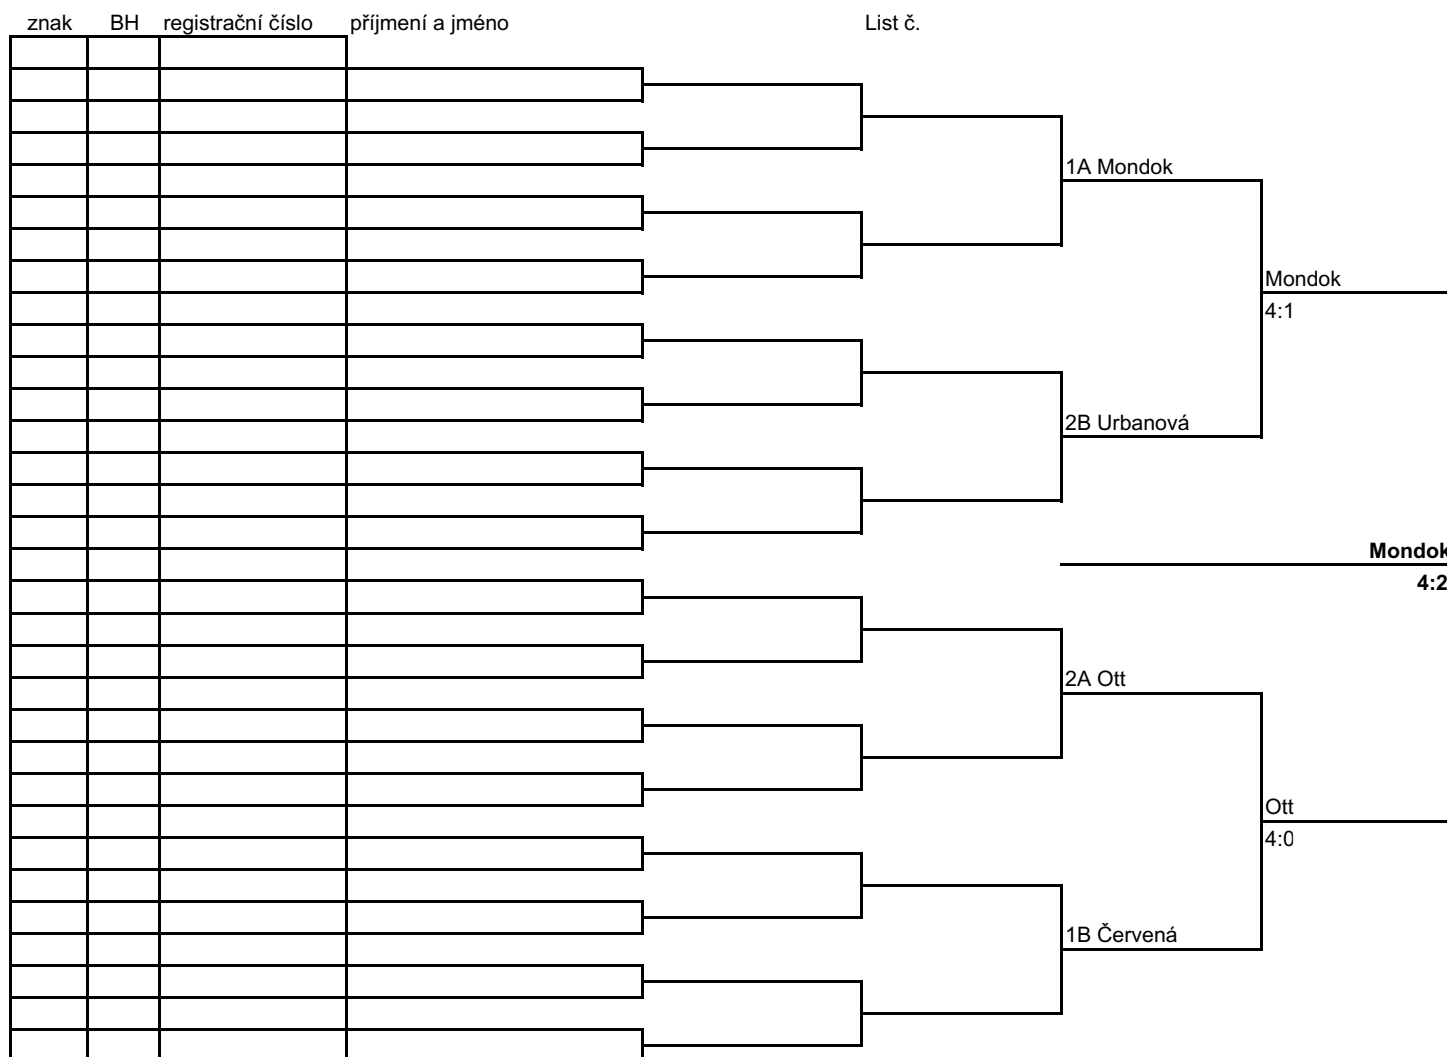 znak BH registrační číslo příjmení a jméno List č.
1A Mondok
Mondok
4:1
2B Urbanová
Mondok
4:2
2A Ott
Ott
4:0
1B Červená